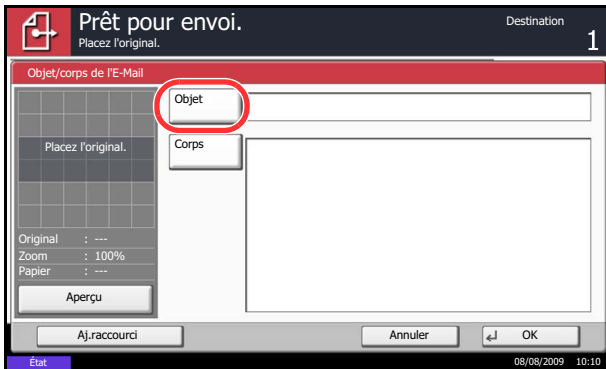 Prêt pour envoi.
Placez l'original.
Destination
1
Objet/corps de l'E-Mail
Objet
Placez l'original.
Corps
Original : ---
Zoom : 100%
Papier : ---
Aperçu
Aj.raccourci
Annuler
OK
État
08/08/2009 10:10